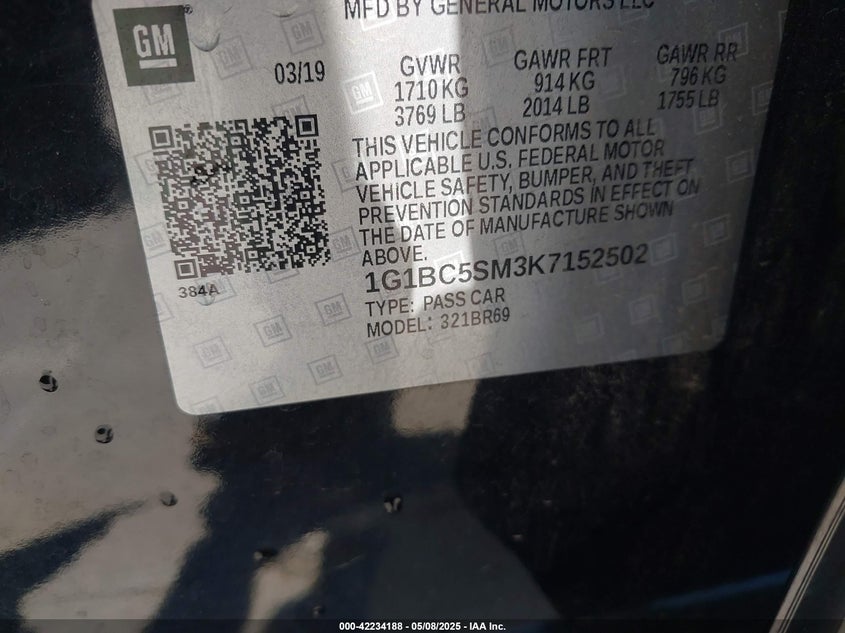 MFD BY GENERAL MOTORS LLC
GM
03/19
GVWR GAWR FRT GAWR RR
1710 KG 914 KG 796 KG
3769 LB 2014 LB 1755 LB
THIS VEHICLE CONFORMS TO ALL
APPLICABLE U.S. FEDERAL MOTOR
VEHICLE SAFETY, BUMPER, AND THEFT
PREVENTION STANDARDS IN EFFECT ON
THE DATE OF MANUFACTURE SHOWN
ABOVE.
384A
1G1BC5SM3K7152502
TYPE: PASS CAR
MODEL: 321BR69
000-42234188 - 05/08/2025 - IAA Inc.